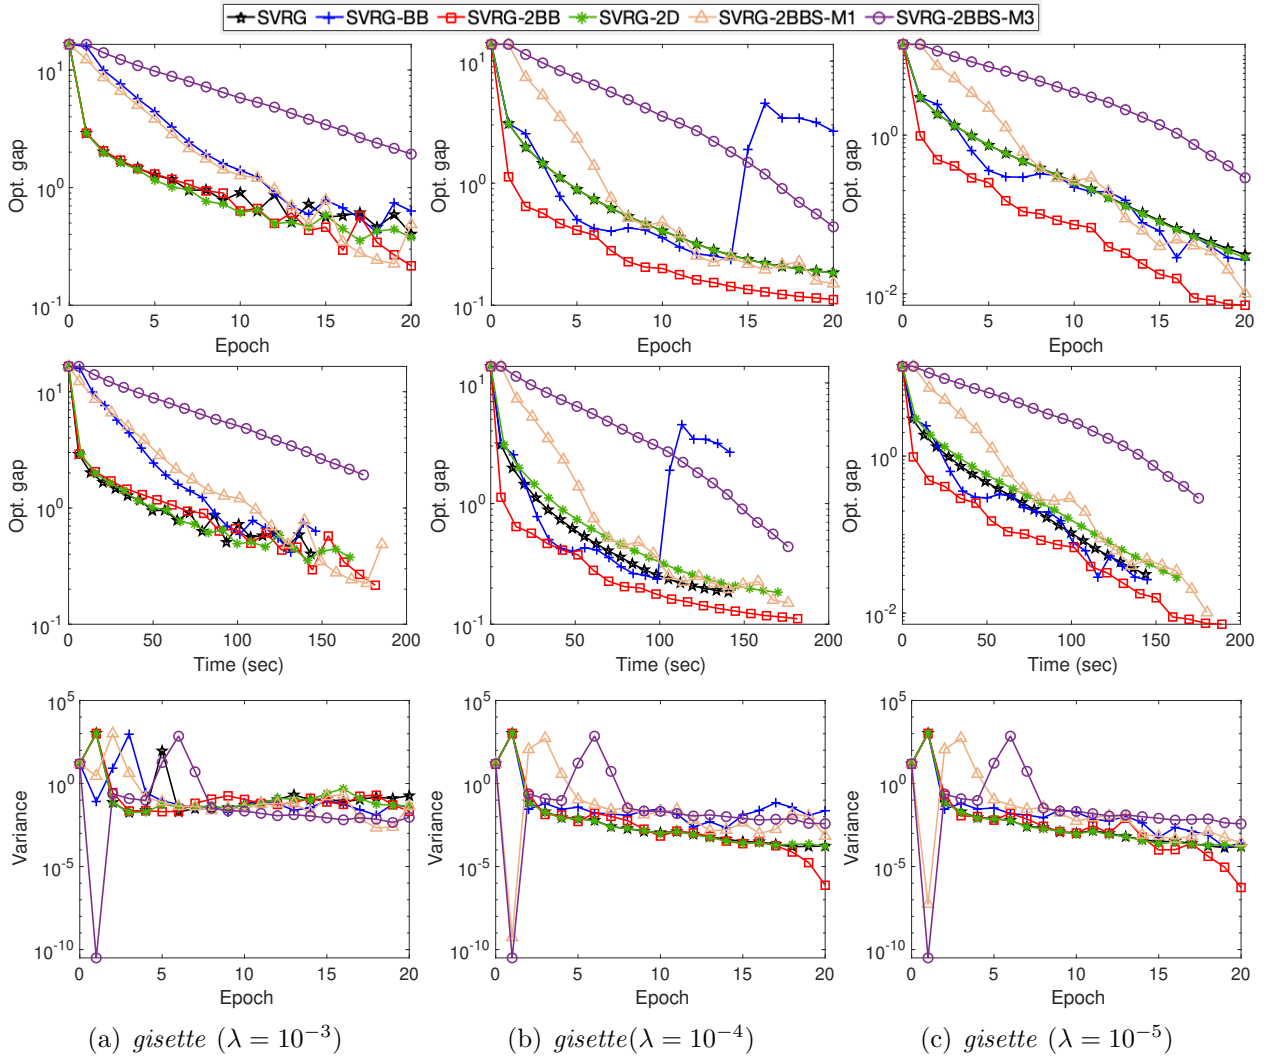 SVRG SVRG-BB SVRG-2BB SVRG-2D SVRG-2BBS-M1 SVRG-2BBS-M3
Opt. gap
10^1
10^0
10^-1
0 5 10 15 20
Epoch
Opt. gap
10^1
10^0
10^-1
0 5 10 15 20
Epoch
Opt. gap
10^0
10^-2
0 5 10 15 20
Epoch
Opt. gap
10^1
10^0
10^-1
0 50 100 150 200
Time (sec)
Opt. gap
10^1
10^0
10^-1
0 50 100 150 200
Time (sec)
Opt. gap
10^0
10^-2
0 50 100 150 200
Time (sec)
Variance
10^5
10^0
10^-5
10^-10
0 5 10 15 20
Epoch
Variance
10^5
10^0
10^-5
10^-10
0 5 10 15 20
Epoch
Variance
10^5
10^0
10^-5
10^-10
0 5 10 15 20
Epoch
(a) gisette (λ = 10^-3)
(b) gisette(λ = 10^-4)
(c) gisette (λ = 10^-5)